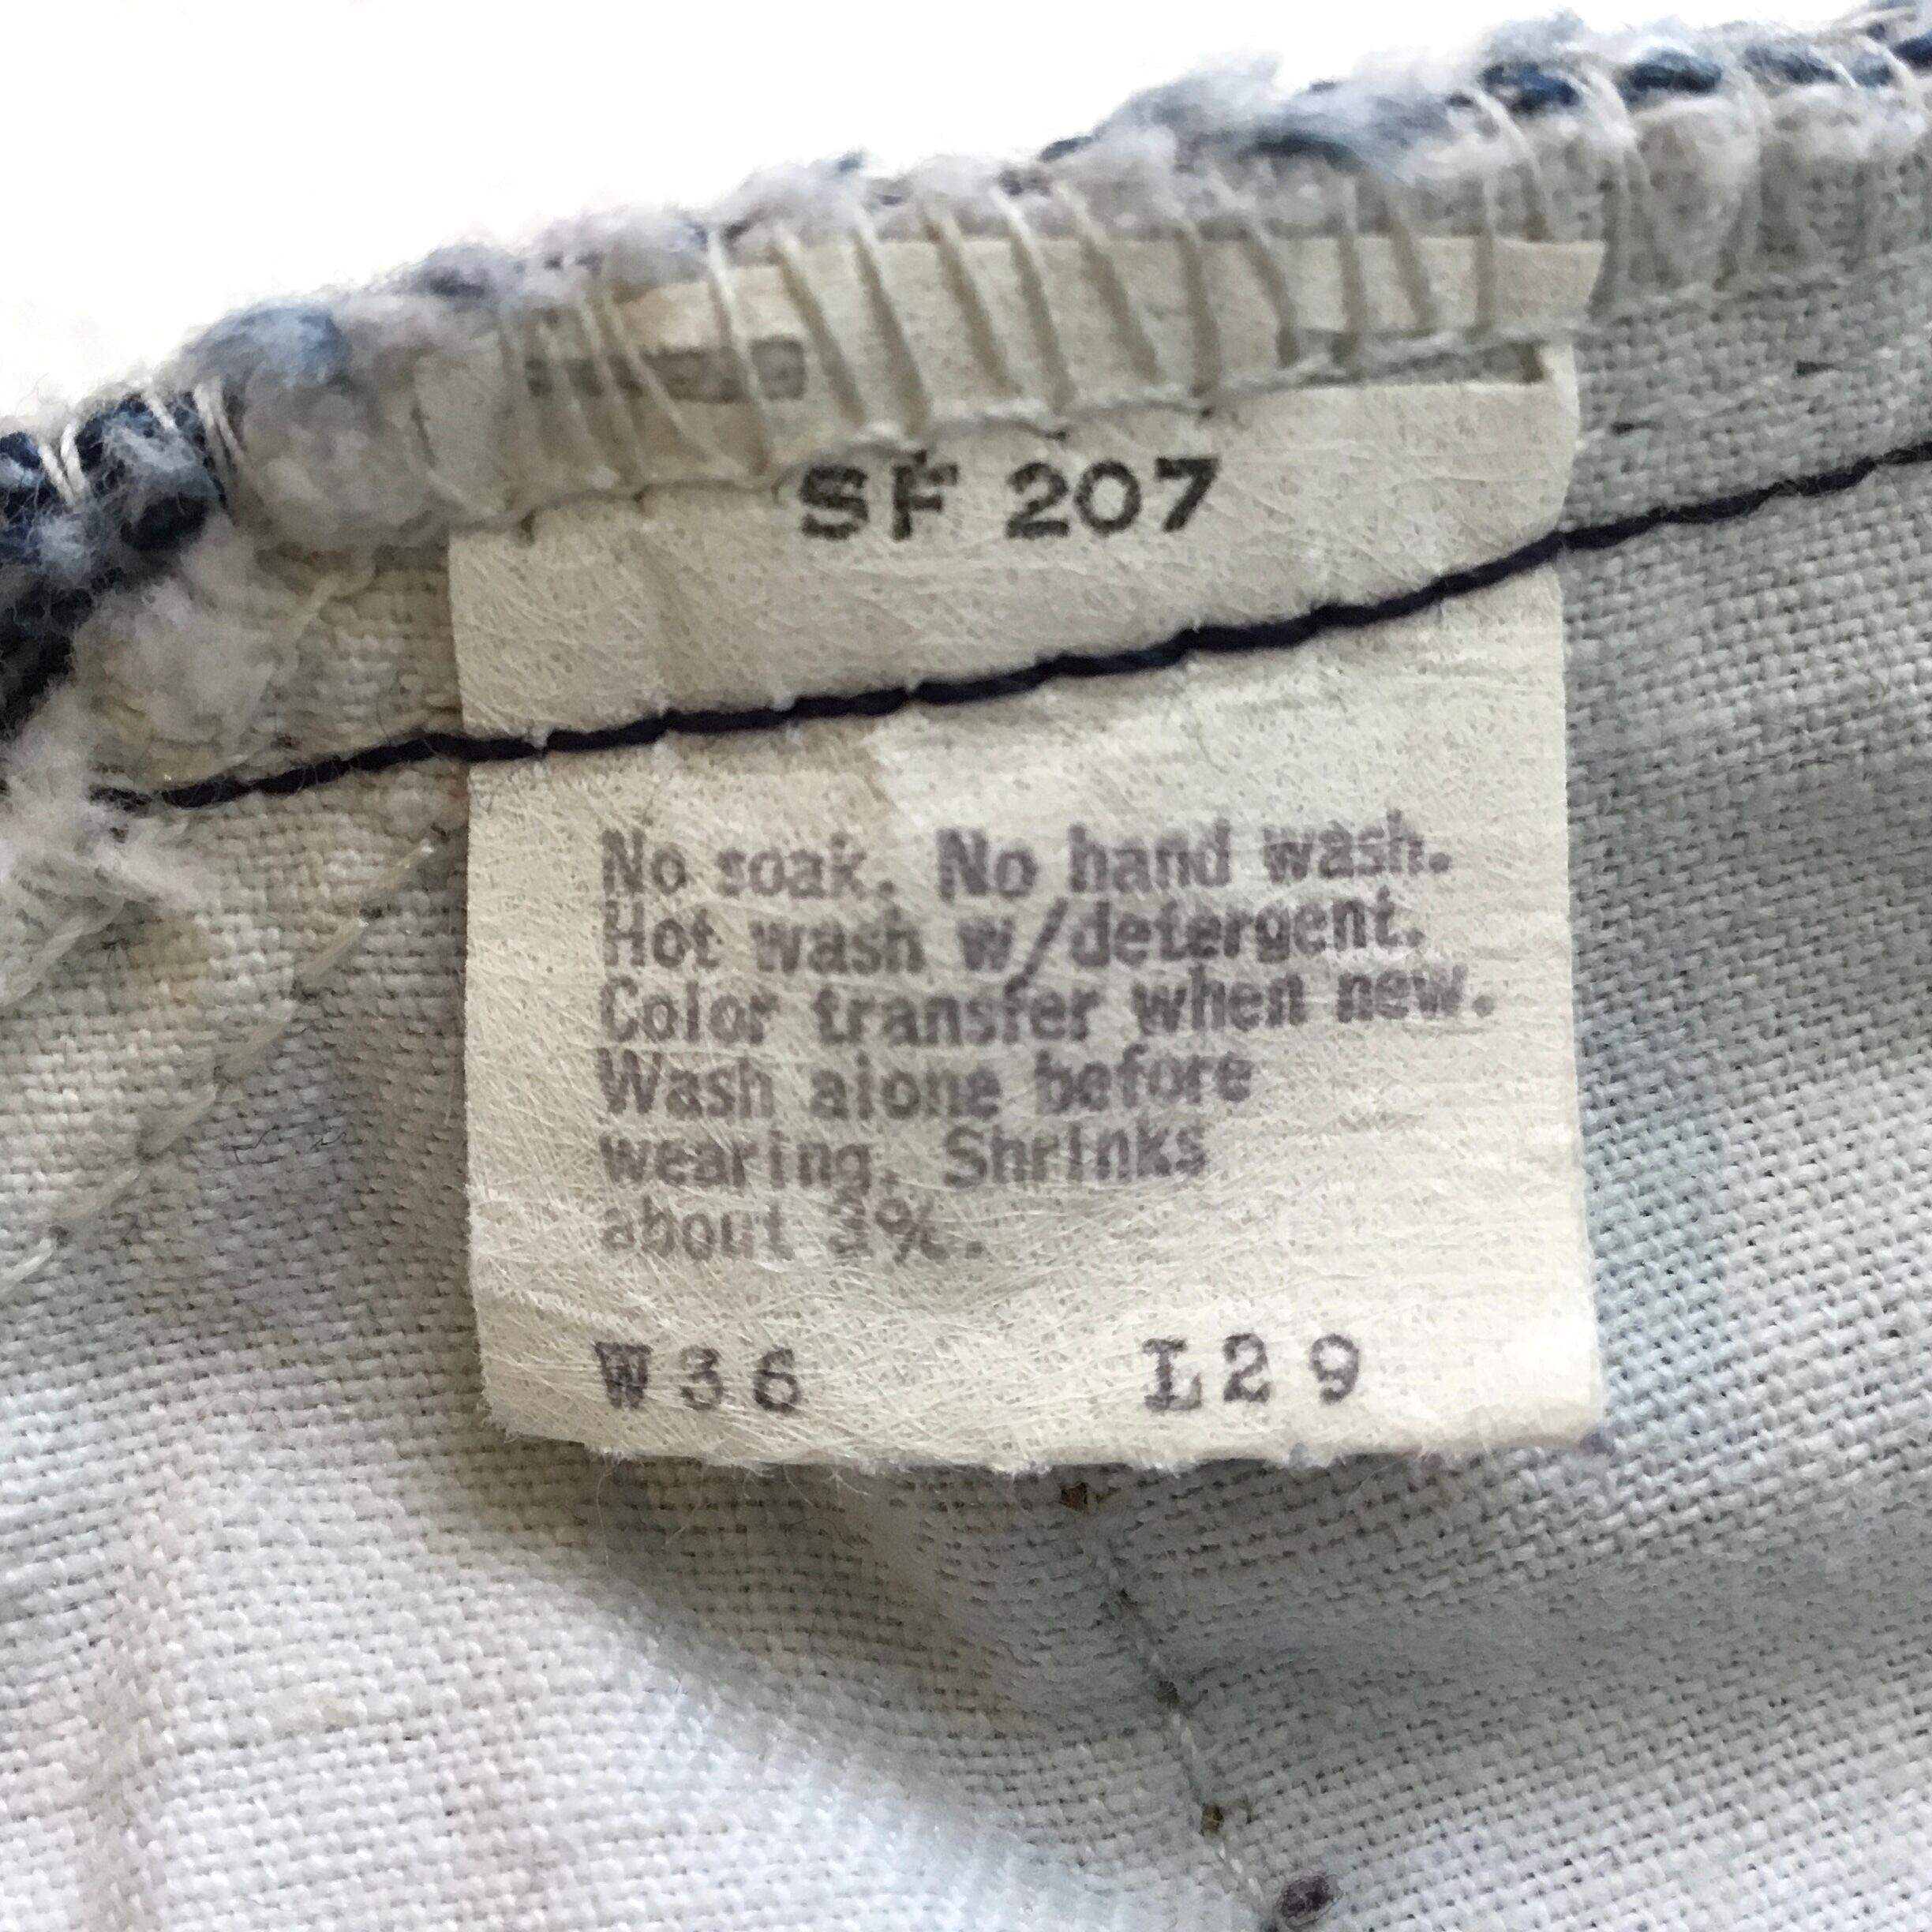 SF 207
No soak. No hand wash.
Hot wash w/detergent.
Color transfer when new.
Wash alone before
wearing. Shrinks
about 3%.
W36 L29